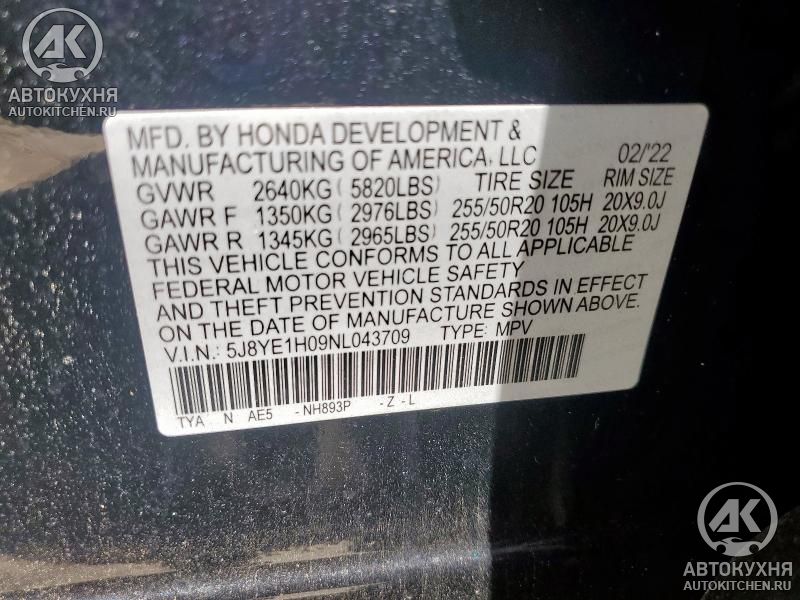 AK
АВТОКУХНЯ
AUTOKITCHEN.RU
MFD. BY HONDA DEVELOPMENT &
MANUFACTURING OF AMERICA, LLC 02/'22
GVWR 2640KG ( 5820LBS) TIRE SIZE RIM SIZE
GAWR F 1350KG ( 2976LBS) 255/50R20 105H 20X9.0J
GAWR R 1345KG ( 2965LBS) 255/50R20 105H 20X9.0J
THIS VEHICLE CONFORMS TO ALL APPLICABLE
FEDERAL MOTOR VEHICLE SAFETY
AND THEFT PREVENTION STANDARDS IN EFFECT
ON THE DATE OF MANUFACTURE SHOWN ABOVE.
V.I.N.: 5J8YE1H09NL043709 TYPE: MPV
TYA N AE5 -NH893P -Z-L
AK
АВТОКУХНЯ
AUTOKITCHEN.RU